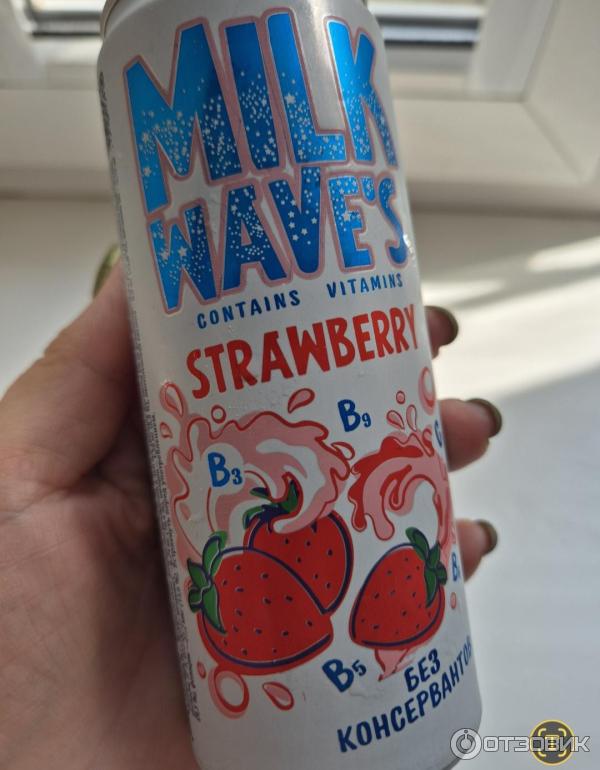 MILK
WAVE'S
CONTAINS VITAMINS
STRAWBERRY
B9
B3
B5
БЕЗ
КОНСЕРВАНТОВ
ОТЗОВИК